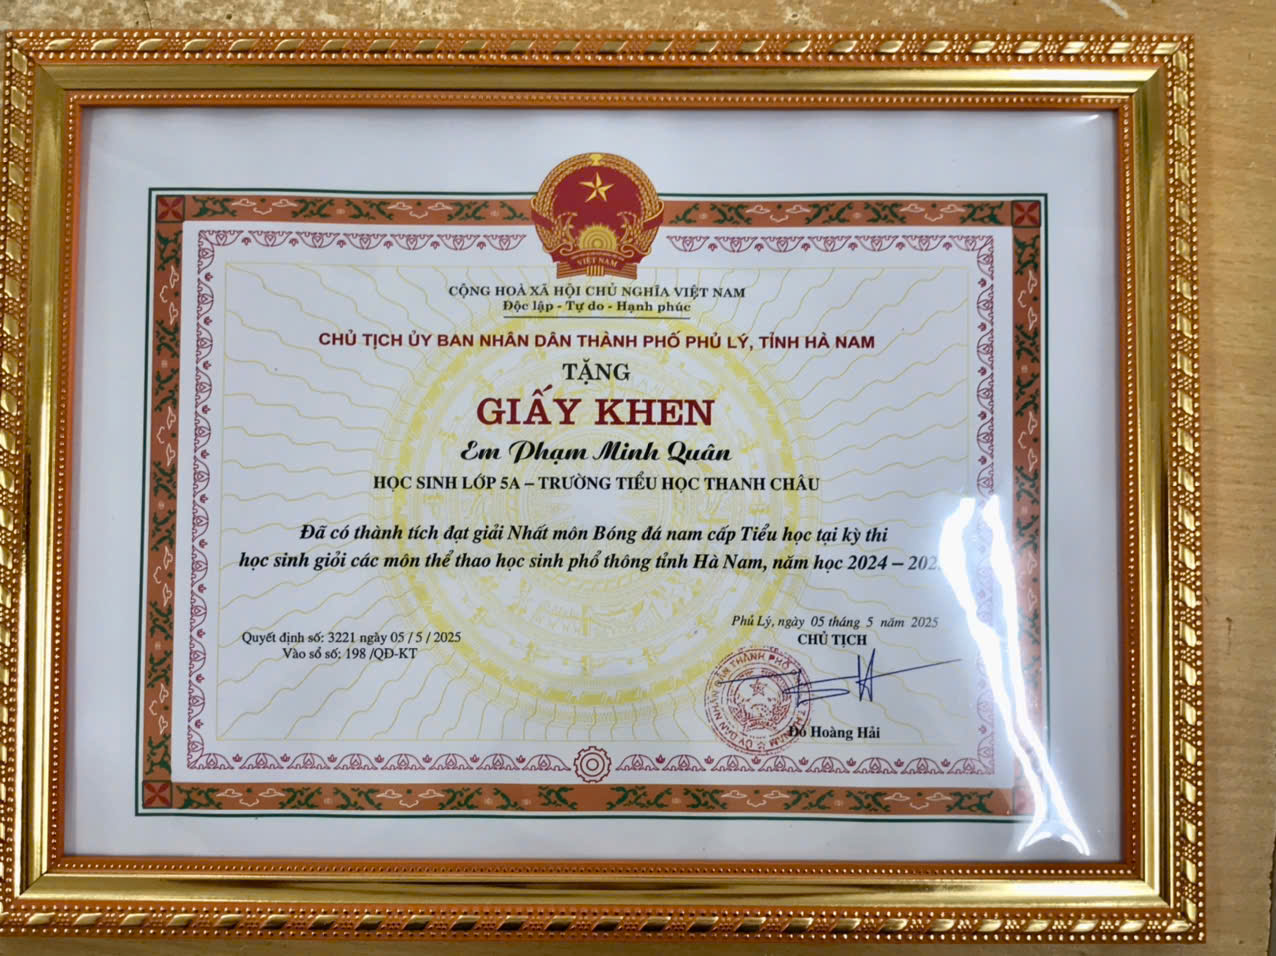 VIỆT NAM
CỘNG HOÀ XÃ HỘI CHỦ NGHĨA VIỆT NAM
Độc lập - Tự do - Hạnh phúc
CHỦ TỊCH ỦY BAN NHÂN DÂN THÀNH PHỐ PHỦ LÝ, TỈNH HÀ NAM
TẶNG
GIẤY KHEN
Em Phạm Minh Quân
HỌC SINH LỚP 5A – TRƯỜNG TIỂU HỌC THANH CHÂU
Đã có thành tích đạt giải Nhất môn Bóng đá nam cấp Tiểu học tại kỳ thi
học sinh giỏi các môn thể thao học sinh phổ thông tỉnh Hà Nam, năm học 2024 –
Quyết định số: 3221 ngày 05 / 5 / 2025
Vào sổ số: 198 /QĐ-KT
Phủ Lý, ngày 05 tháng 5 năm 2025
CHỦ TỊCH
Đỗ Hoàng Hải